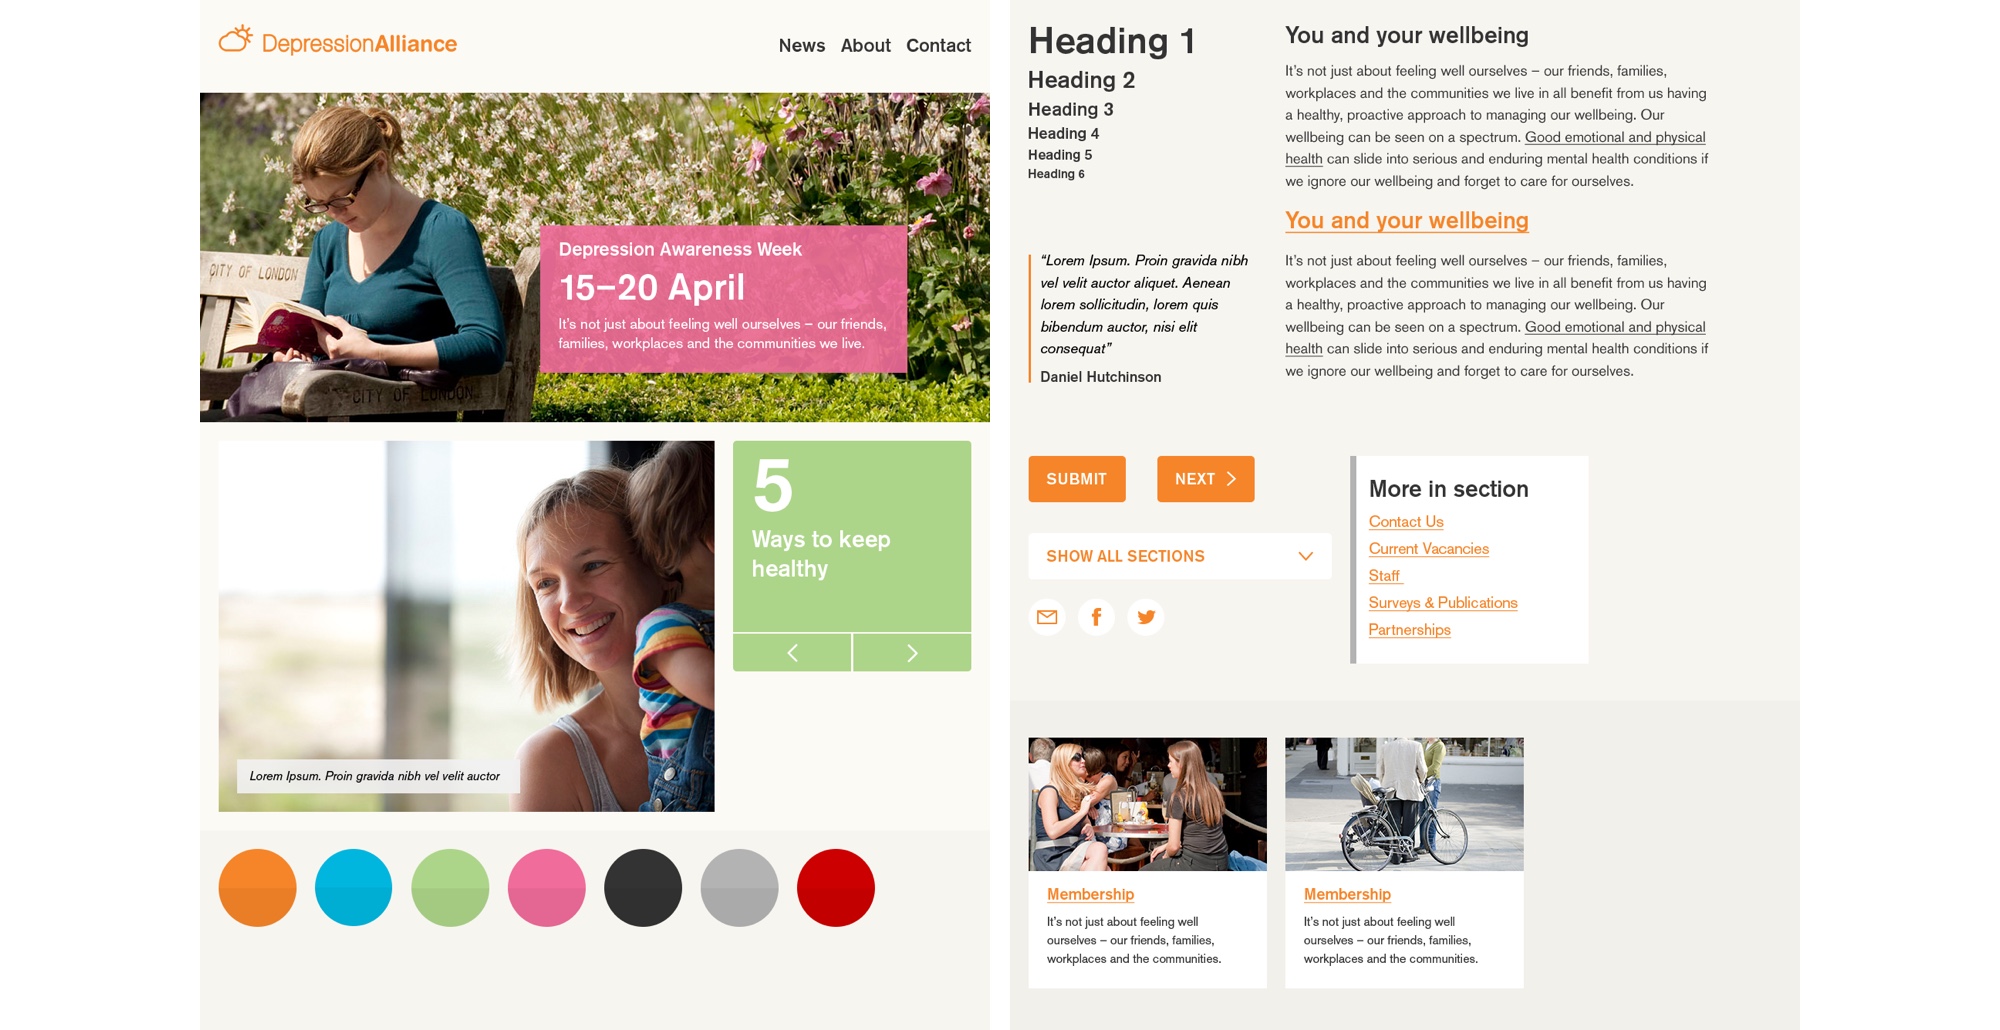 DepressionAlliance
News About Contact
CITY OF LONDON
CITY OF LONDON
Depression Awareness Week
15–20 April
It’s not just about feeling well ourselves – our friends,
families, workplaces and the communities we live.
5
Ways to keep
healthy
Lorem Ipsum. Proin gravida nibh vel velit auctor
Heading 1
Heading 2
Heading 3
Heading 4
Heading 5
Heading 6
“Lorem Ipsum. Proin gravida nibh
vel velit auctor aliquet. Aenean
lorem sollicitudin, lorem quis
bibendum auctor, nisi elit
consequat”
Daniel Hutchinson
You and your wellbeing
It’s not just about feeling well ourselves – our friends, families,
workplaces and the communities we live in all benefit from us having
a healthy, proactive approach to managing our wellbeing. Our
wellbeing can be seen on a spectrum. Good emotional and physical
health can slide into serious and enduring mental health conditions if
we ignore our wellbeing and forget to care for ourselves.
You and your wellbeing
It’s not just about feeling well ourselves – our friends, families,
workplaces and the communities we live in all benefit from us having
a healthy, proactive approach to managing our wellbeing. Our
wellbeing can be seen on a spectrum. Good emotional and physical
health can slide into serious and enduring mental health conditions if
we ignore our wellbeing and forget to care for ourselves.
SUBMIT
NEXT
SHOW ALL SECTIONS
More in section
Contact Us
Current Vacancies
Staff
Surveys & Publications
Partnerships
Membership
It’s not just about feeling well
ourselves – our friends, families,
workplaces and the communities.
Membership
It’s not just about feeling well
ourselves – our friends, families,
workplaces and the communities.